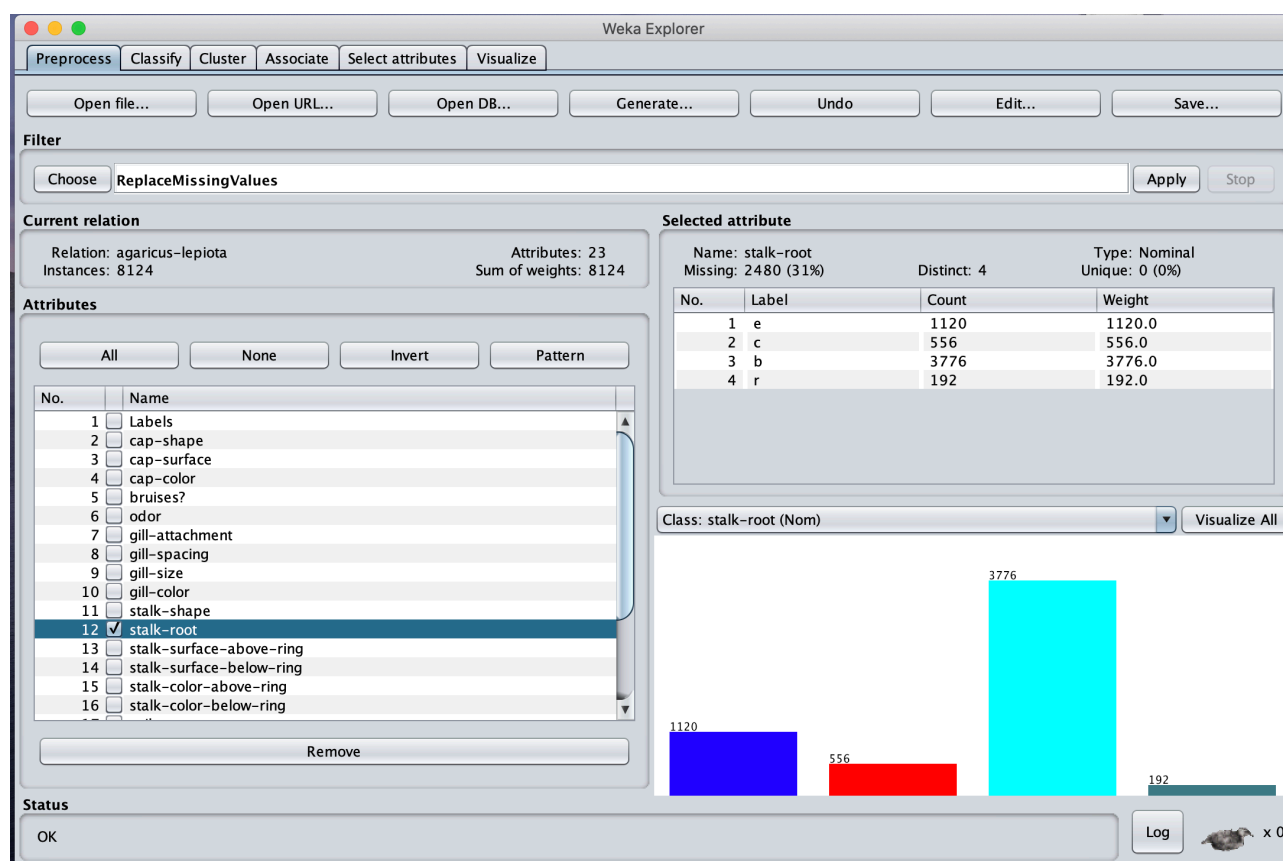 Weka Explorer
Preprocess Classify Cluster Associate Select attributes Visualize
Open file... Open URL... Open DB... Generate... Undo Edit... Save...
Filter
Choose ReplaceMissingValues Apply Stop
Current relation
Relation: agaricus-lepiota Attributes: 23
Instances: 8124 Sum of weights: 8124
Attributes
All None Invert Pattern
No. Name
1 Labels
2 cap-shape
3 cap-surface
4 cap-color
5 bruises?
6 odor
7 gill-attachment
8 gill-spacing
9 gill-size
10 gill-color
11 stalk-shape
12 stalk-root
13 stalk-surface-above-ring
14 stalk-surface-below-ring
15 stalk-color-above-ring
16 stalk-color-below-ring
Remove
Selected attribute
Name: stalk-root Type: Nominal
Missing: 2480 (31%) Distinct: 4 Unique: 0 (0%)
No. Label Count Weight
1 e 1120 1120.0
2 c 556 556.0
3 b 3776 3776.0
4 r 192 192.0
Class: stalk-root (Nom) Visualize All
3776
1120
556
192
Status
OK
Log x 0